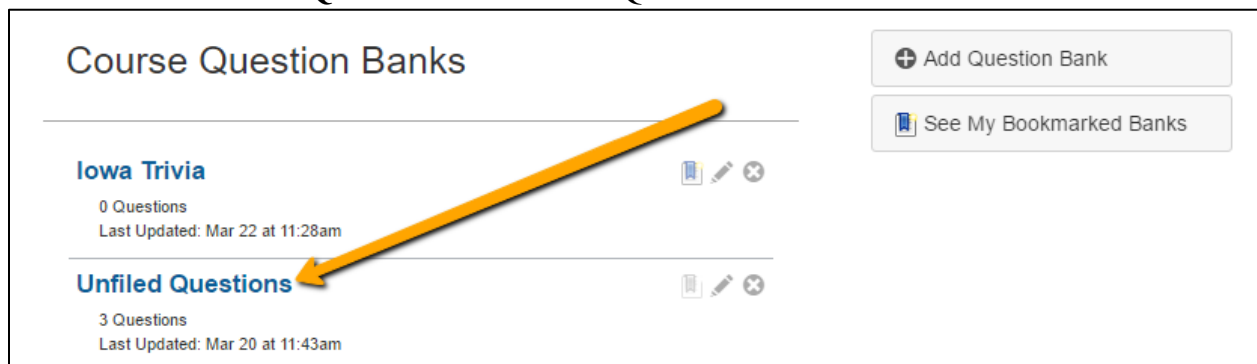 Course Question Banks
Add Question Bank
See My Bookmarked Banks
Iowa Trivia
0 Questions
Last Updated: Mar 22 at 11:28am
Unfiled Questions
3 Questions
Last Updated: Mar 20 at 11:43am